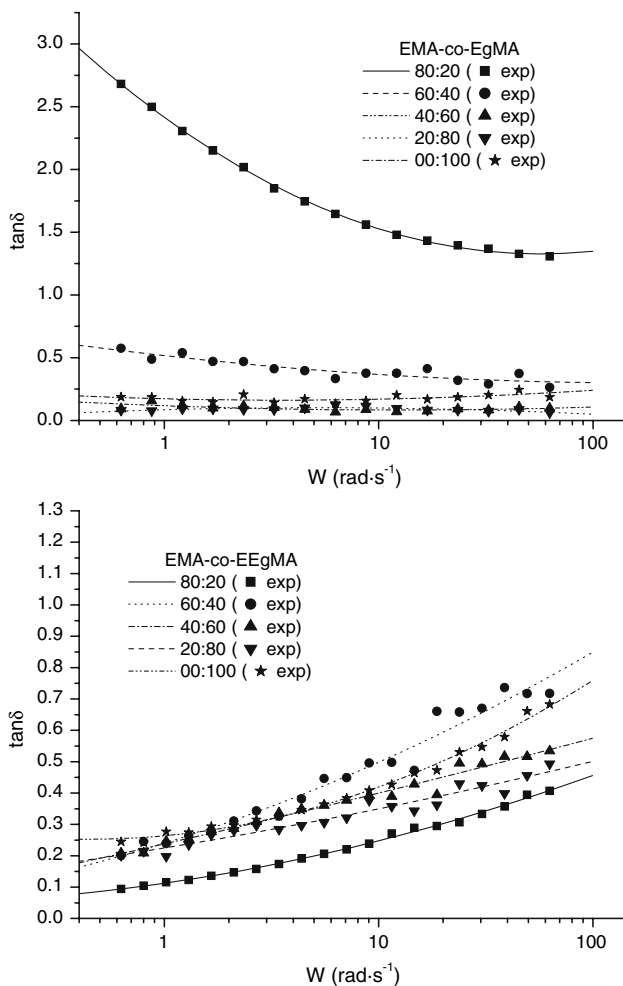 3.0
2.5
2.0
1.5
1.0
0.5
0.0
tanδ
EMA-co-EgMA
80:20 ( ■ exp)
60:40 ( ● exp)
40:60 ( ▲ exp)
20:80 ( ▼ exp)
00:100 ( ★ exp)
1 10 100
W (rad·s⁻¹)
1.3
1.2
1.1
1.0
0.9
0.8
0.7
0.6
0.5
0.4
0.3
0.2
0.1
0.0
tanδ
EMA-co-EEgMA
80:20 ( ■ exp)
60:40 ( ● exp)
40:60 ( ▲ exp)
20:80 ( ▼ exp)
00:100 ( ★ exp)
1 10 100
W (rad·s⁻¹)